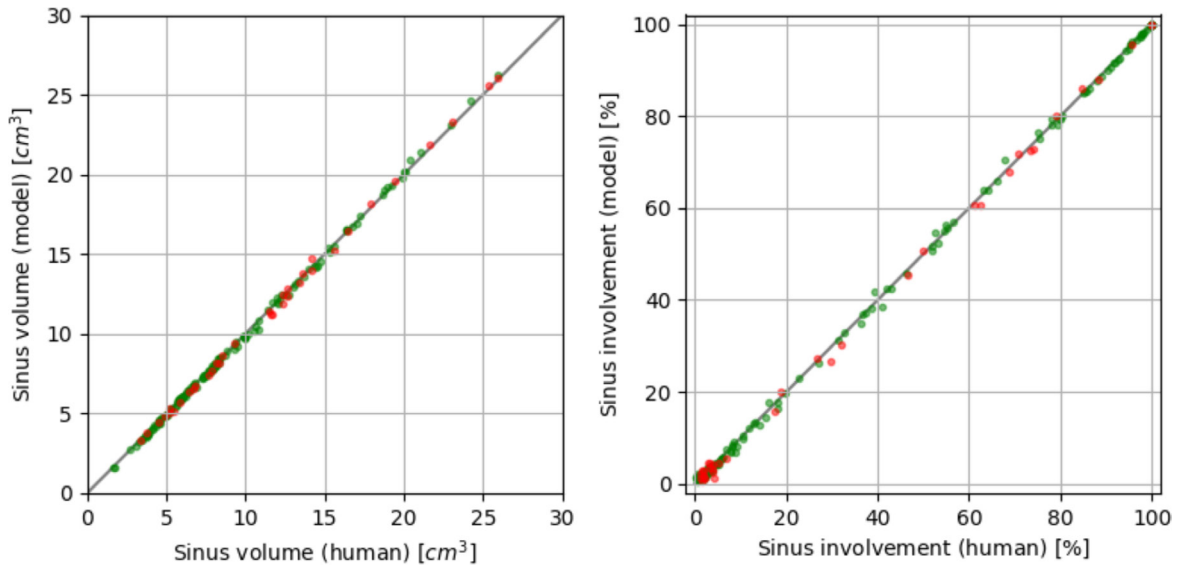 30
25
20
15
10
5
0
Sinus volume (model) [cm³]
0 5 10 15 20 25 30
Sinus volume (human) [cm³]
100
80
60
40
20
0
Sinus involvement (model) [%]
0 20 40 60 80 100
Sinus involvement (human) [%]